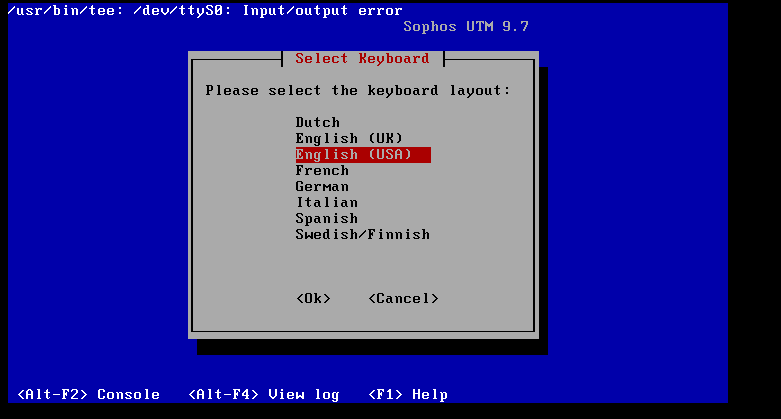 /usr/bin/tee: /dev/ttyS0: Input/output error
Sophos UTM 9.7
Select Keyboard
Please select the keyboard layout:
Dutch
English (UK)
English (USA)
French
German
Italian
Spanish
Swedish/Finnish
<Ok> <Cancel>
<Alt-F2> Console <Alt-F4> View log <F1> Help